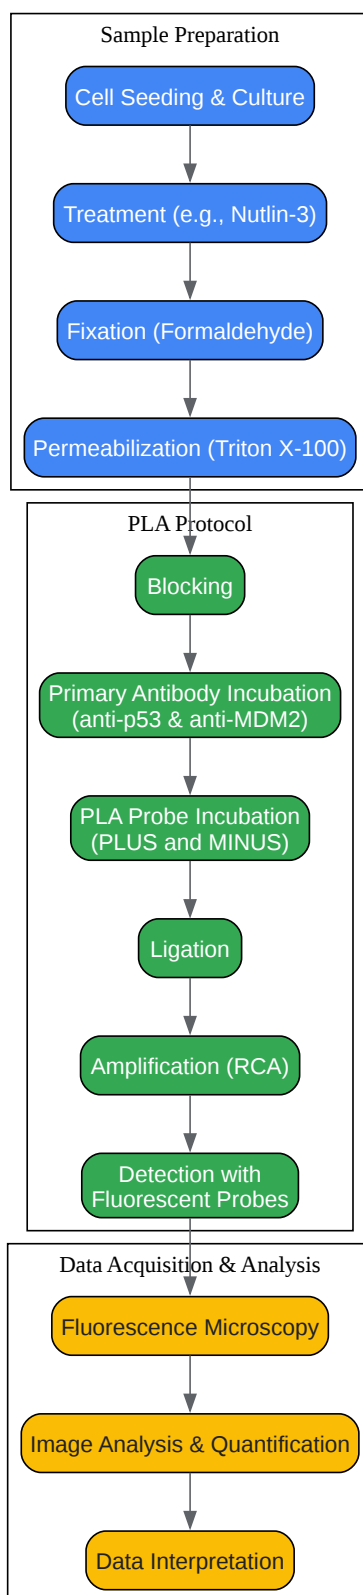 Sample Preparation
Cell Seeding & Culture
Treatment (e.g., Nutlin-3)
Fixation (Formaldehyde)
Permeabilization (Triton X-100)
PLA Protocol
Blocking
Primary Antibody Incubation
(anti-p53 & anti-MDM2)
PLA Probe Incubation
(PLUS and MINUS)
Ligation
Amplification (RCA)
Detection with
Fluorescent Probes
Data Acquisition & Analysis
Fluorescence Microscopy
Image Analysis & Quantification
Data Interpretation